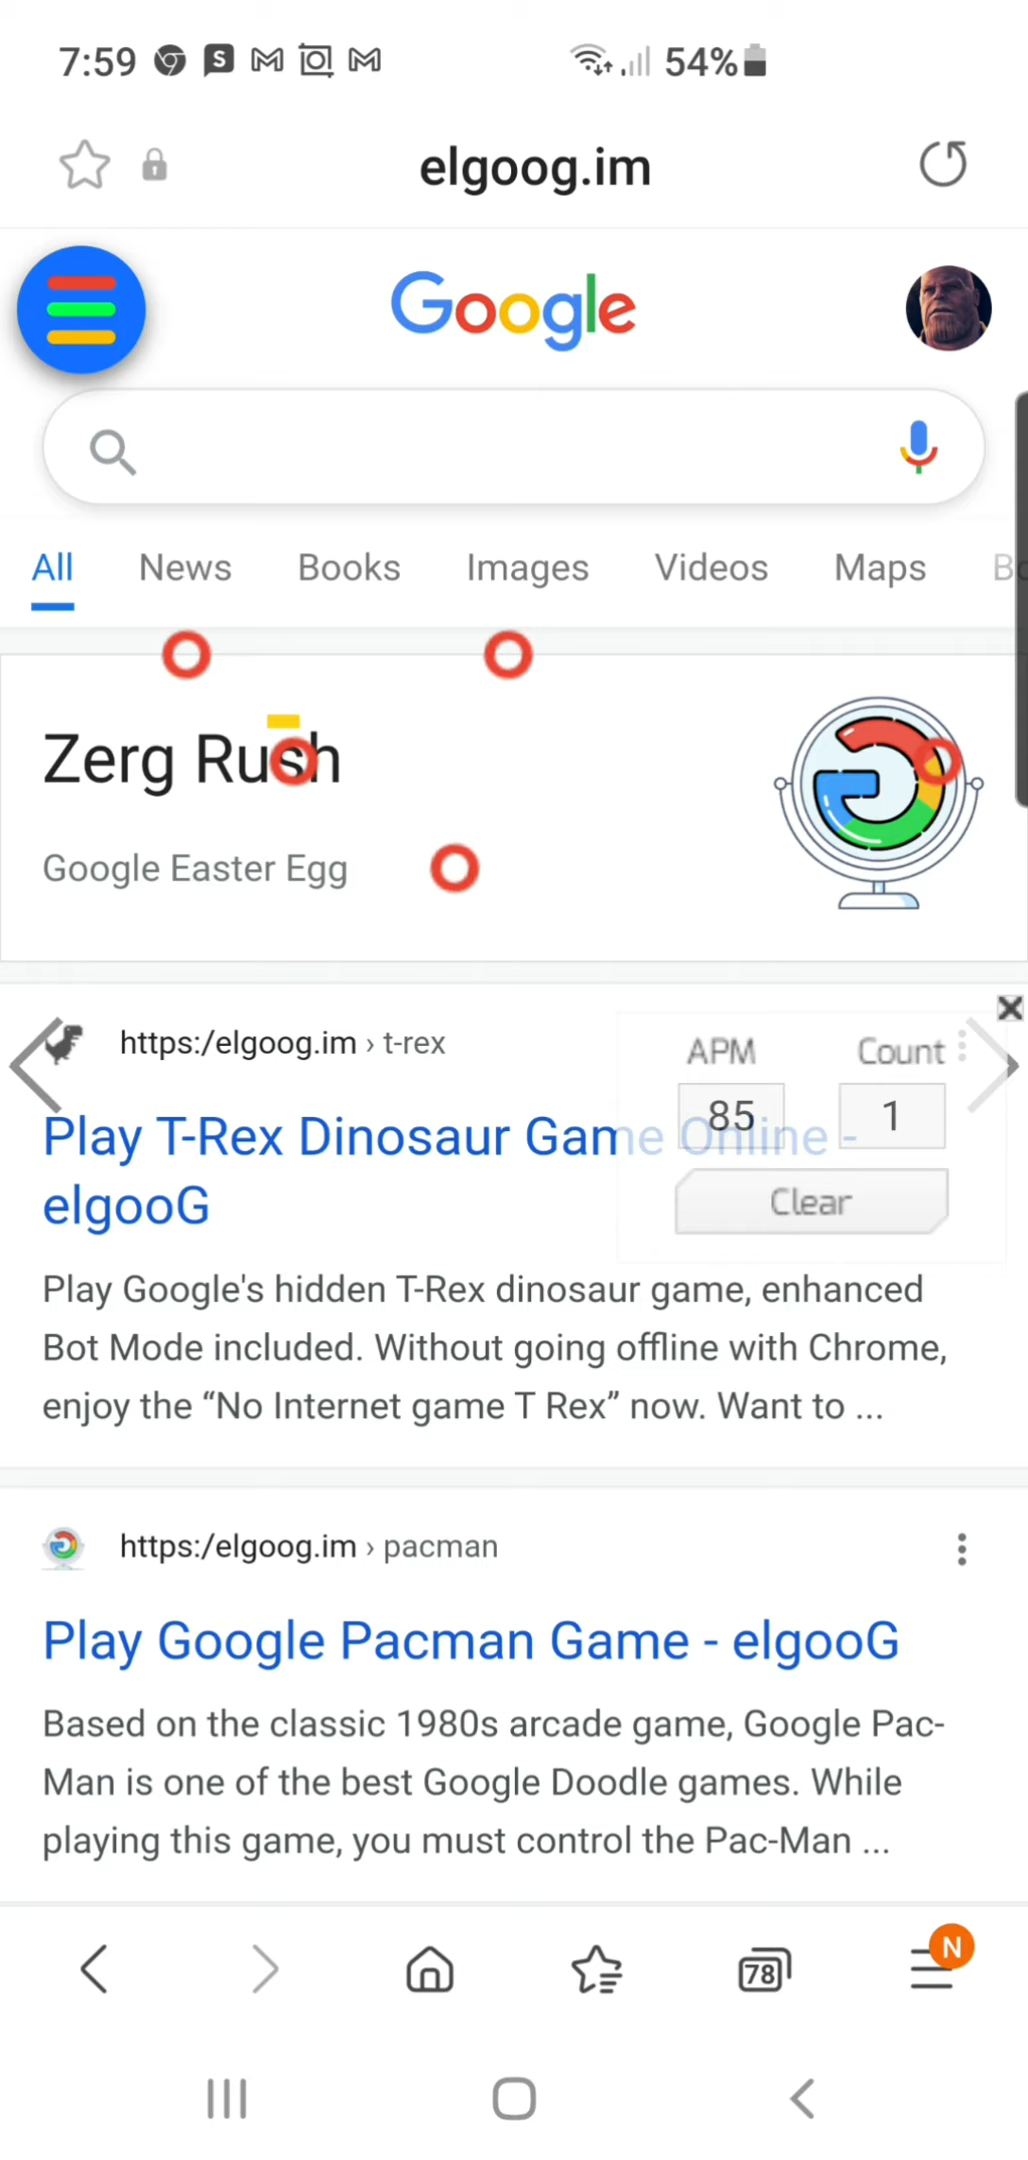 7:59 S 54%
elgoog.im
Google
All News Books Images Videos Maps
Zerg Rush
Google Easter Egg
https:/elgoog.im › t-rex
APM Count
85 1
Clear
Play T-Rex Dinosaur Game Online -
elgooG
Play Google's hidden T-Rex dinosaur game, enhanced
Bot Mode included. Without going offline with Chrome,
enjoy the “No Internet game T Rex” now. Want to ...
https:/elgoog.im › pacman
Play Google Pacman Game - elgooG
Based on the classic 1980s arcade game, Google Pac-
Man is one of the best Google Doodle games. While
playing this game, you must control the Pac-Man ...
78 N